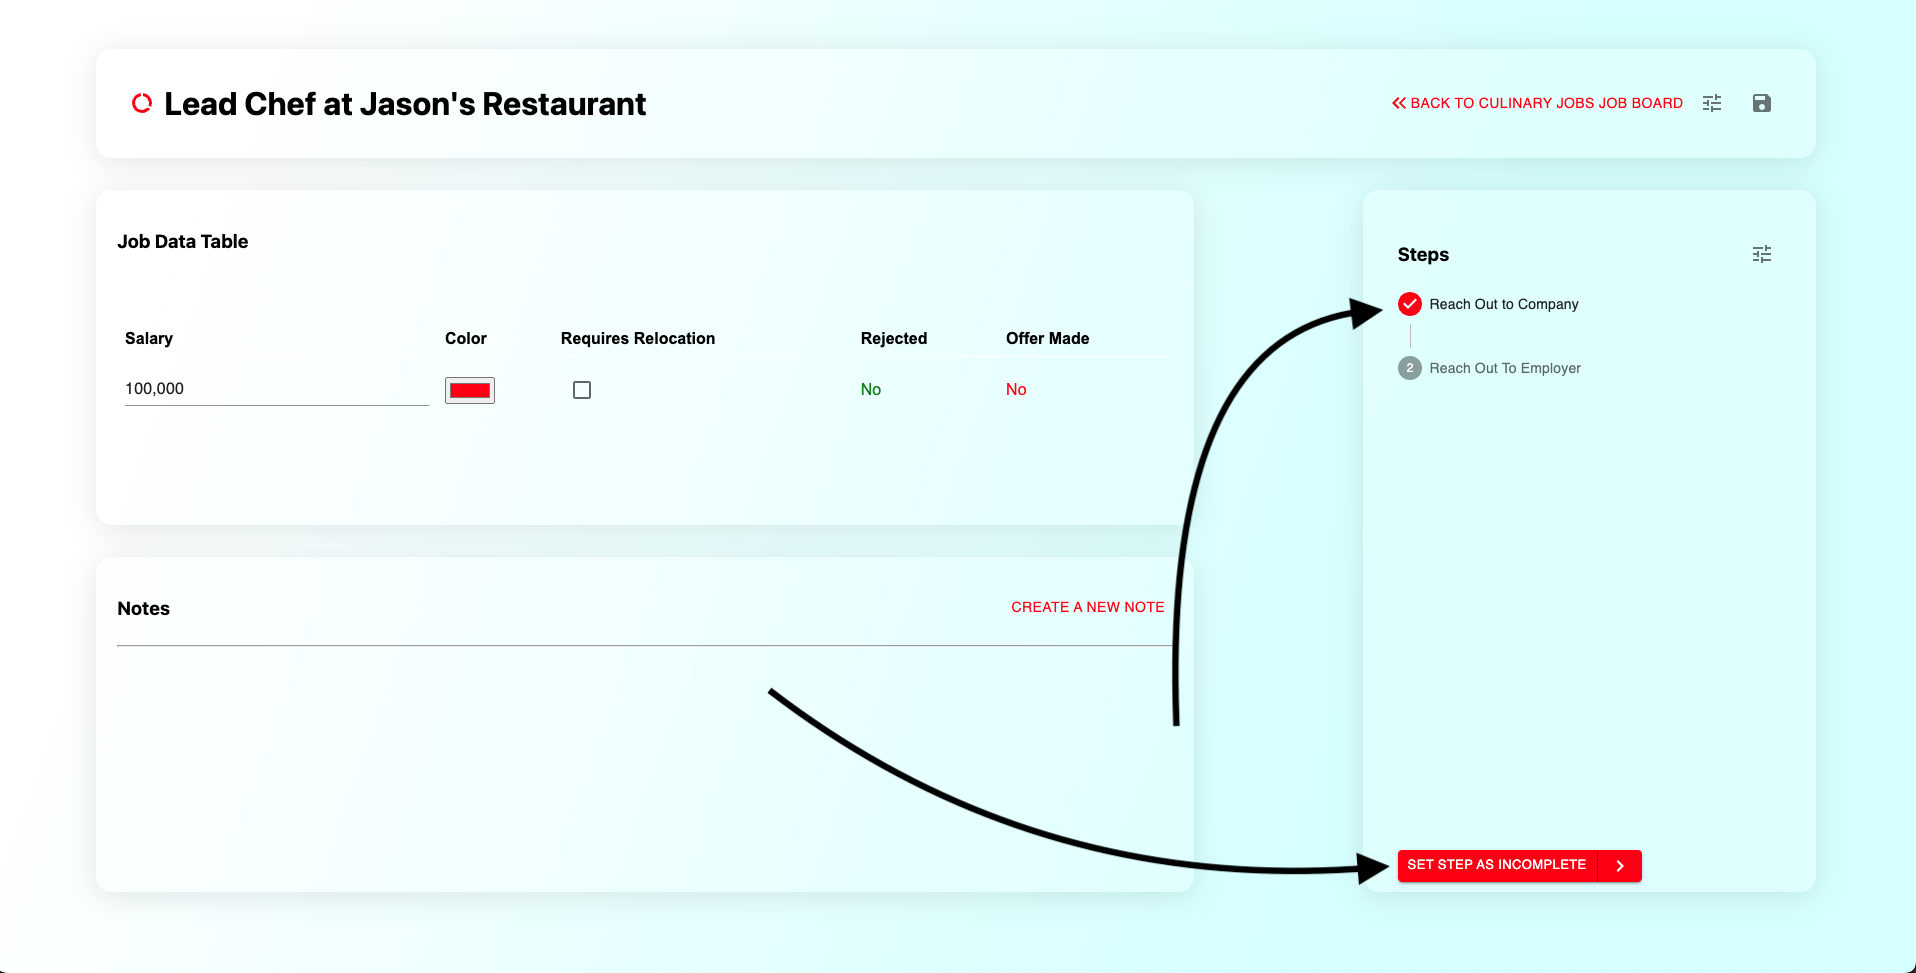 Lead Chef at Jason's Restaurant
BACK TO CULINARY JOBS JOB BOARD
Job Data Table
Salary Color Requires Relocation Rejected Offer Made
100,000 No No
Notes
CREATE A NEW NOTE
Steps
Reach Out to Company
2 Reach Out To Employer
SET STEP AS INCOMPLETE